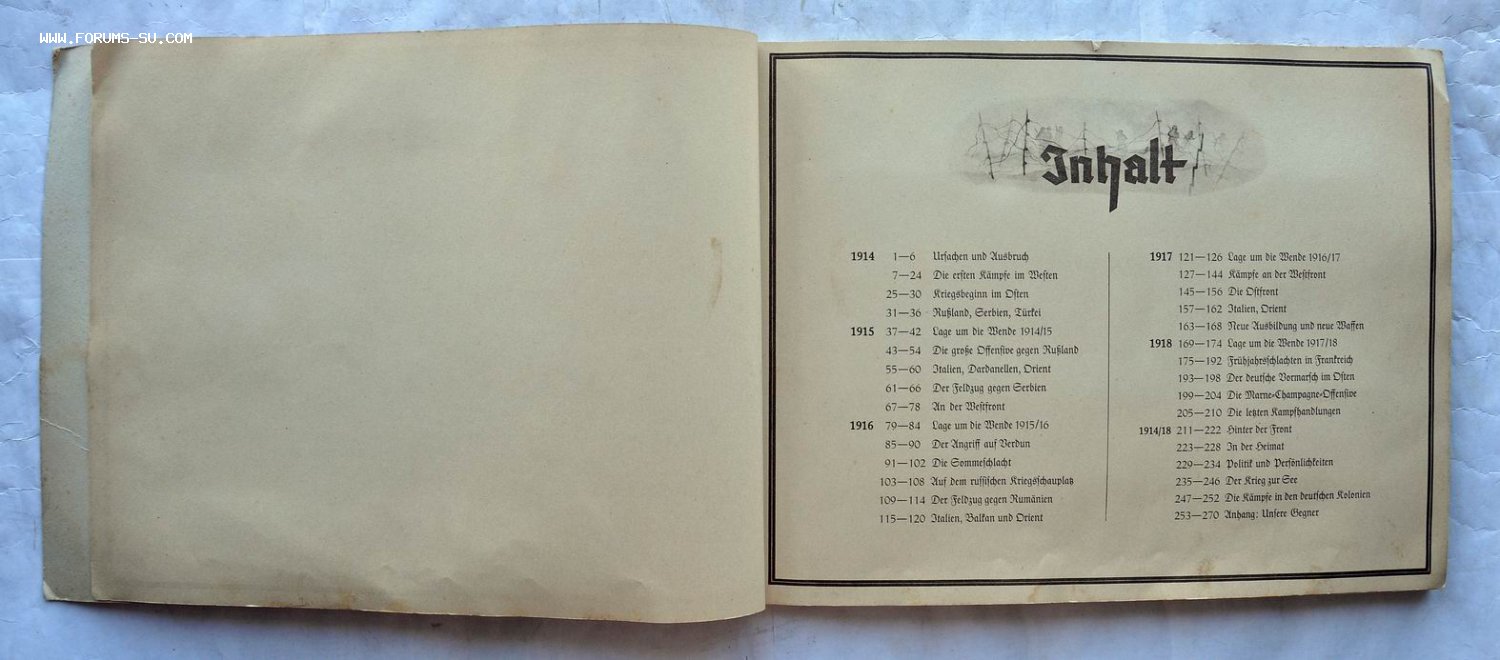 WWW.FORUMS-SU.COM
Inhalt
1914 1—6 Ursachen und Ausbruch
7—24 Die ersten Kämpfe im Westen
25—30 Kriegsbeginn im Osten
31—36 Rußland, Serbien, Türkei
1915 37—42 Lage um die Wende 1914/15
43—54 Die große Offensive gegen Rußland
55—60 Italien, Dardanellen, Orient
61—66 Der Feldzug gegen Serbien
67—78 An der Westfront
1916 79—84 Lage um die Wende 1915/16
85—90 Der Angriff auf Verdun
91—102 Die Sommeschlacht
103—108 Auf dem russischen Kriegsschauplatz
109—114 Der Feldzug gegen Rumänien
115—120 Italien, Balkan und Orient
1917 121—126 Lage um die Wende 1916/17
127—144 Kämpfe an der Westfront
145—156 Die Ostfront
157—162 Italien, Orient
163—168 Neue Ausbildung und neue Waffen
1918 169—174 Lage um die Wende 1917/18
175—192 Frühjahrsschlachten in Frankreich
193—198 Der deutsche Vormarsch im Osten
199—204 Die Marne-Champagne-Offensive
205—210 Die letzten Kampfhandlungen
1914/18 211—222 Hinter der Front
223—228 In der Heimat
229—234 Politik und Persönlichkeiten
235—246 Der Krieg zur See
247—252 Die Kämpfe in den deutschen Kolonien
253—270 Anhang: Unsere Gegner